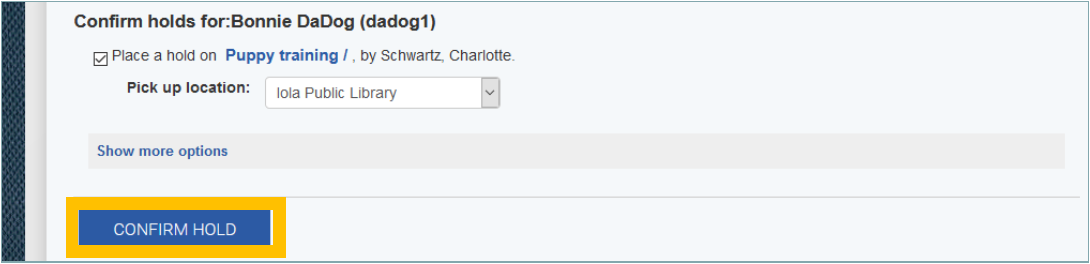 Confirm holds for:Bonnie DaDog (dadog1)
Place a hold on Puppy training / , by Schwartz, Charlotte.
Pick up location: Iola Public Library
Show more options
CONFIRM HOLD